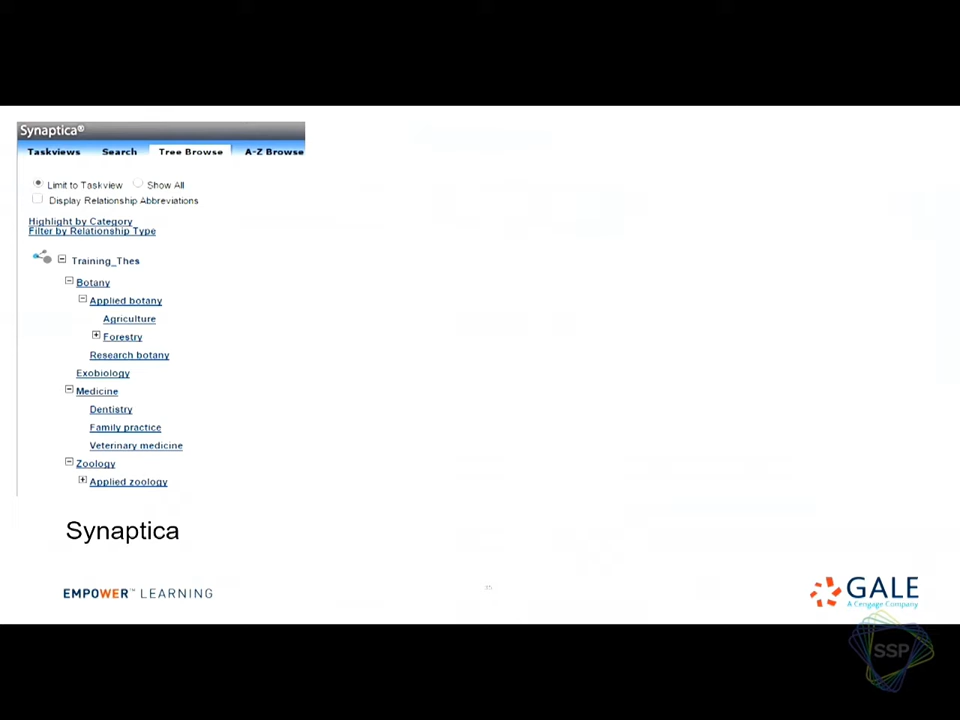 Synaptica®
Taskviews Search Tree Browse A-Z Browse
Limit to Taskview Show All
Display Relationship Abbreviations
Highlight by Category
Filter by Relationship Type
Training_Thes
Botany
Applied botany
Agriculture
Forestry
Research botany
Exobiology
Medicine
Dentistry
Family practice
Veterinary medicine
Zoology
Applied zoology
Synaptica
EMPOWER™ LEARNING
GALE
A Cengage Company
SSP